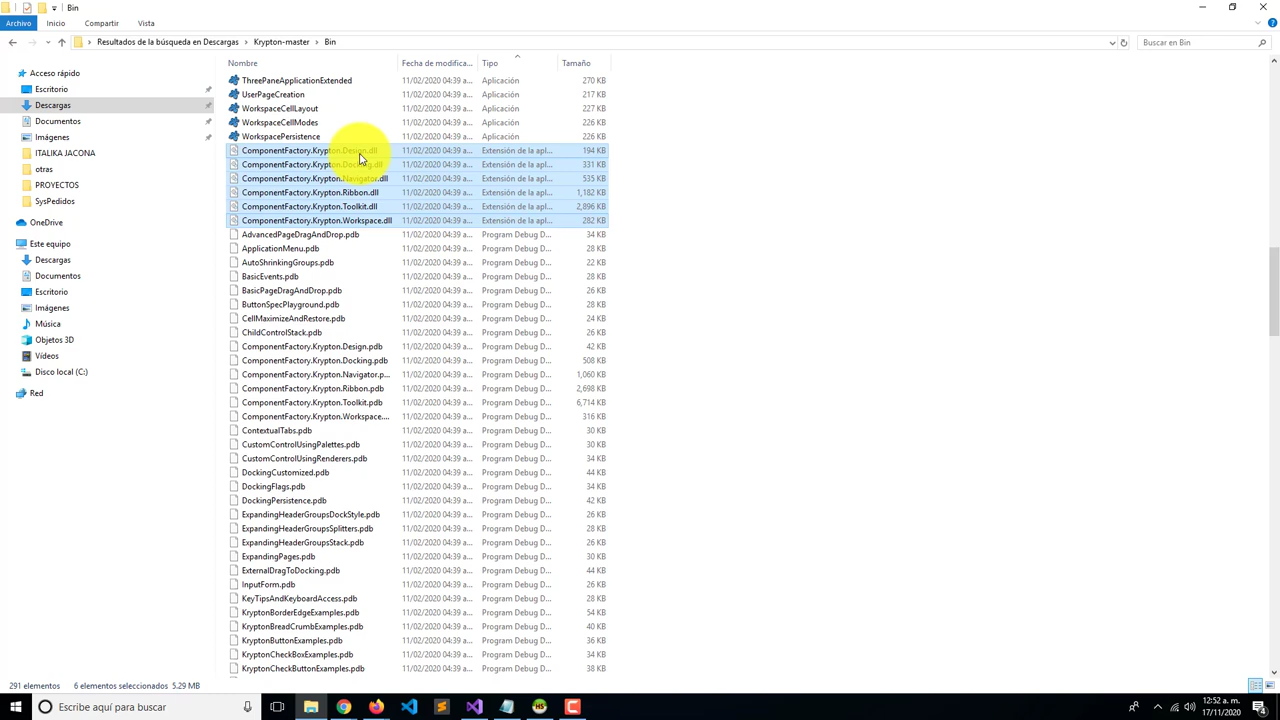 Bin
Archivo Inicio Compartir Vista
Resultados de la búsqueda en Descargas > Krypton-master > Bin
Buscar en Bin
Acceso rápido
Escritorio
Descargas
Documentos
Imágenes
ITALIKA JACONA
otras
PROYECTOS
SysPedidos
OneDrive
Este equipo
Descargas
Documentos
Escritorio
Imágenes
Música
Objetos 3D
Vídeos
Disco local (C:)
Red
Nombre Fecha de modifica... Tipo Tamaño
ThreePaneApplicationExtended 11/02/2020 04:39 a... Aplicación 270 KB
UserPageCreation 11/02/2020 04:39 a... Aplicación 217 KB
WorkspaceCellLayout 11/02/2020 04:39 a... Aplicación 227 KB
WorkspaceCellModes 11/02/2020 04:39 a... Aplicación 226 KB
WorkspacePersistence 11/02/2020 04:39 a... Aplicación 226 KB
ComponentFactory.Krypton.Design.dll 11/02/2020 04:39 a... Extensión de la apl... 194 KB
ComponentFactory.Krypton.Docking.dll 11/02/2020 04:39 a... Extensión de la apl... 331 KB
ComponentFactory.Krypton.Navigator.dll 11/02/2020 04:39 a... Extensión de la apl... 535 KB
ComponentFactory.Krypton.Ribbon.dll 11/02/2020 04:39 a... Extensión de la apl... 1,182 KB
ComponentFactory.Krypton.Toolkit.dll 11/02/2020 04:39 a... Extensión de la apl... 2,896 KB
ComponentFactory.Krypton.Workspace.dll 11/02/2020 04:39 a... Extensión de la apl... 282 KB
AdvancedPageDragAndDrop.pdb 11/02/2020 04:39 a... Program Debug D... 34 KB
ApplicationMenu.pdb 11/02/2020 04:39 a... Program Debug D... 28 KB
AutoShrinkingGroups.pdb 11/02/2020 04:39 a... Program Debug D... 28 KB
BasicEvents.pdb 11/02/2020 04:39 a... Program Debug D... 28 KB
BasicPageDragAndDrop.pdb 11/02/2020 04:39 a... Program Debug D... 26 KB
ButtonSpecPlayground.pdb 11/02/2020 04:39 a... Program Debug D... 28 KB
CellMaximizeAndRestore.pdb 11/02/2020 04:39 a... Program Debug D... 24 KB
ChildControlStack.pdb 11/02/2020 04:39 a... Program Debug D... 26 KB
ComponentFactory.Krypton.Design.pdb 11/02/2020 04:39 a... Program Debug D... 42 KB
ComponentFactory.Krypton.Docking.pdb 11/02/2020 04:39 a... Program Debug D... 508 KB
ComponentFactory.Krypton.Navigator.p... 11/02/2020 04:39 a... Program Debug D... 1,060 KB
ComponentFactory.Krypton.Ribbon.pdb 11/02/2020 04:39 a... Program Debug D... 2,698 KB
ComponentFactory.Krypton.Toolkit.pdb 11/02/2020 04:39 a... Program Debug D... 6,714 KB
ComponentFactory.Krypton.Workspace.... 11/02/2020 04:39 a... Program Debug D... 316 KB
ContextualTabs.pdb 11/02/2020 04:39 a... Program Debug D... 30 KB
CustomControlUsingPalettes.pdb 11/02/2020 04:39 a... Program Debug D... 30 KB
CustomControlUsingRenderers.pdb 11/02/2020 04:39 a... Program Debug D... 34 KB
DockingCustomized.pdb 11/02/2020 04:39 a... Program Debug D... 44 KB
DockingFlags.pdb 11/02/2020 04:39 a... Program Debug D... 34 KB
DockingPersistence.pdb 11/02/2020 04:39 a... Program Debug D... 42 KB
ExpandingHeaderGroupsDockStyle.pdb 11/02/2020 04:39 a... Program Debug D... 26 KB
ExpandingHeaderGroupsSplitters.pdb 11/02/2020 04:39 a... Program Debug D... 28 KB
ExpandingHeaderGroupsStack.pdb 11/02/2020 04:39 a... Program Debug D... 26 KB
ExpandingPages.pdb 11/02/2020 04:39 a... Program Debug D... 30 KB
ExternalDragToDocking.pdb 11/02/2020 04:39 a... Program Debug D... 44 KB
InputForm.pdb 11/02/2020 04:39 a... Program Debug D... 26 KB
KeyTipsAndKeyboardAccess.pdb 11/02/2020 04:39 a... Program Debug D... 28 KB
KryptonBorderEdgeExamples.pdb 11/02/2020 04:39 a... Program Debug D... 54 KB
KryptonBreadCrumbExamples.pdb 11/02/2020 04:39 a... Program Debug D... 40 KB
KryptonButtonExamples.pdb 11/02/2020 04:39 a... Program Debug D... 36 KB
KryptonCheckBoxExamples.pdb 11/02/2020 04:39 a... Program Debug D... 34 KB
KryptonCheckButtonExamples.pdb 11/02/2020 04:39 a... Program Debug D... 38 KB
291 elementos 6 elementos seleccionados 5.29 MB
Escribe aquí para buscar
12:52 a. m.
17/11/2020
4